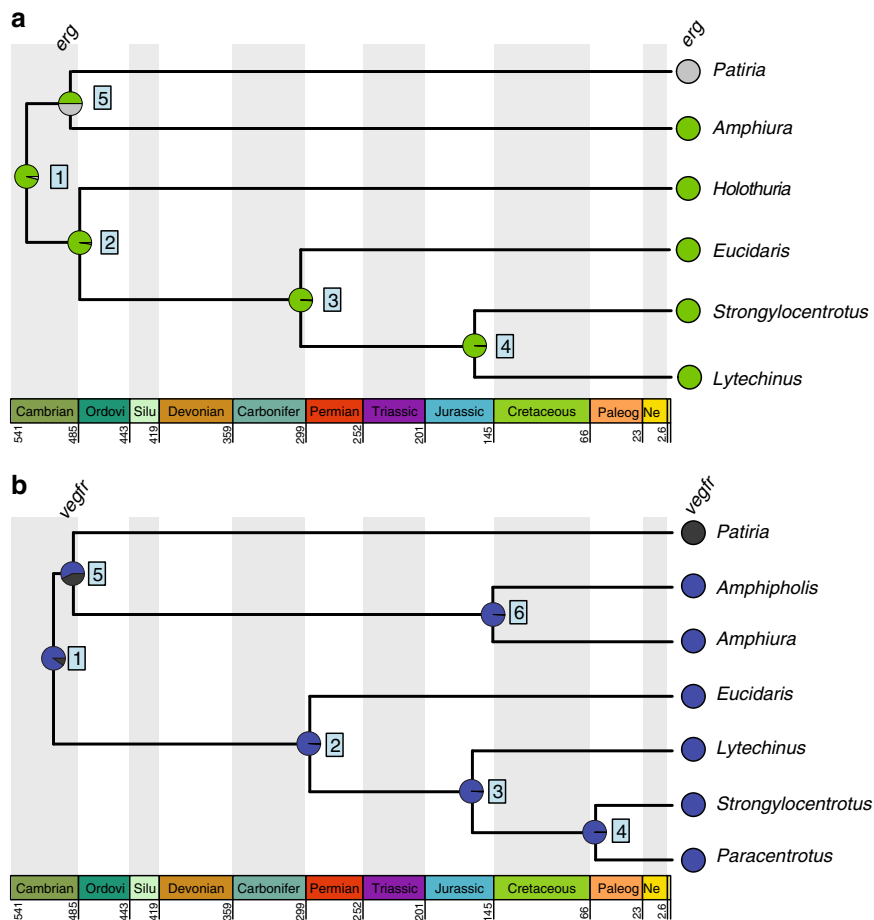 a
erg
erg
Patiria
5
Amphiura
1
Holothuria
2
Eucidaris
3
Strongylocentrotus
4
Lytechinus
Cambrian Ordovi Silu Devonian Carbonifer Permian Triassic Jurassic Cretaceous Paleog Ne
541 485 443 419 359 299 252 201 145 66 23 2.6
b
vegfr
vegfr
Patiria
5
Amphipholis
6
Amphiura
1
Eucidaris
2
Lytechinus
3
Strongylocentrotus
4
Paracentrotus
Cambrian Ordovi Silu Devonian Carbonifer Permian Triassic Jurassic Cretaceous Paleog Ne
541 485 443 419 359 299 252 201 145 66 23 2.6